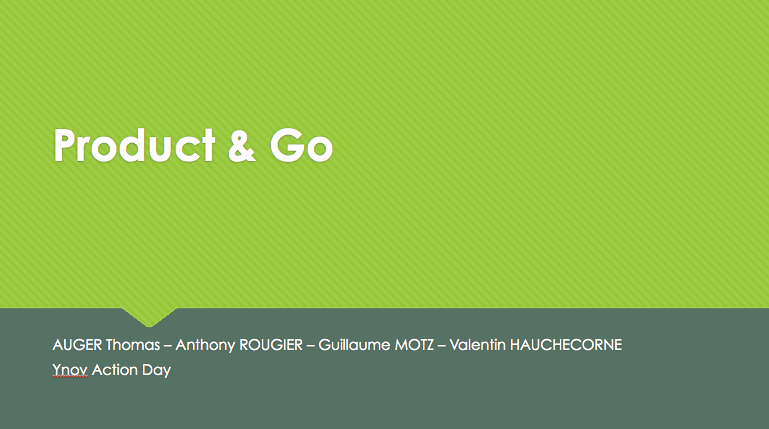 Product & Go
AUGER Thomas – Anthony ROUGIER – Guillaume MOTZ – Valentin HAUCHECORNE
Ynov Action Day